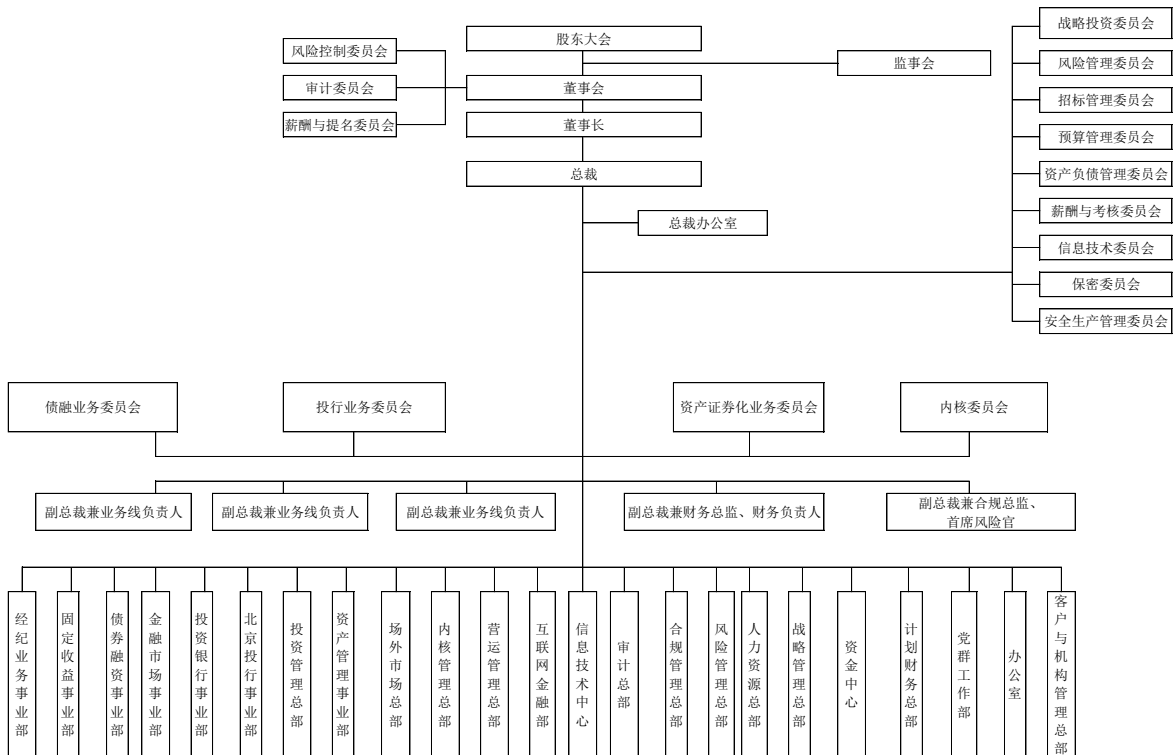 股东大会
监事会
风险控制委员会
审计委员会
薪酬与提名委员会
董事会
董事长
总裁
总裁办公室
战略投资委员会
风险管理委员会
招标管理委员会
预算管理委员会
资产负债管理委员会
薪酬与考核委员会
信息技术委员会
保密委员会
安全生产管理委员会
债融业务委员会
投行业务委员会
资产证券化业务委员会
内核委员会
副总裁兼业务线负责人
副总裁兼业务线负责人
副总裁兼业务线负责人
副总裁兼财务总监、财务负责人
副总裁兼合规总监、
首席风险官
经纪业务事业部
固定收益事业部
债券融资事业部
金融市场事业部
投资银行事业部
北京投行事业部
投资管理总部
资产管理事业部
场外市场总部
内核管理总部
营运管理总部
互联网金融部
信息技术中心
审计总部
合规管理总部
风险管理总部
人力资源总部
战略管理总部
资金中心
计划财务总部
党群工作部
办公室
客户与机构管理总部